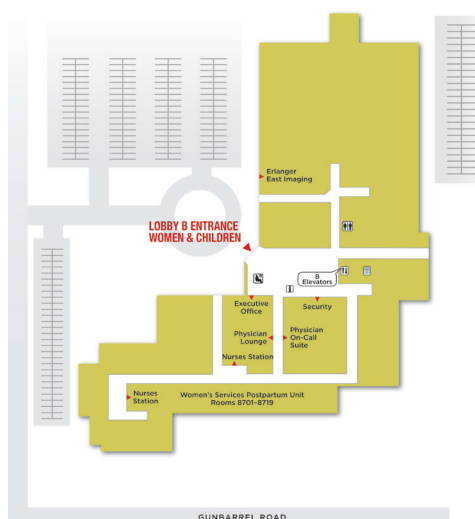 Erlanger
East Imaging
LOBBY B ENTRANCE
WOMEN & CHILDREN
B
Elevators
Executive
Office
Security
Physician
Lounge
Physician
On-Call
Suite
Nurses Station
Nurses
Station
Women's Services Postpartum Unit
Rooms 8701-8719
GUNBARREL ROAD